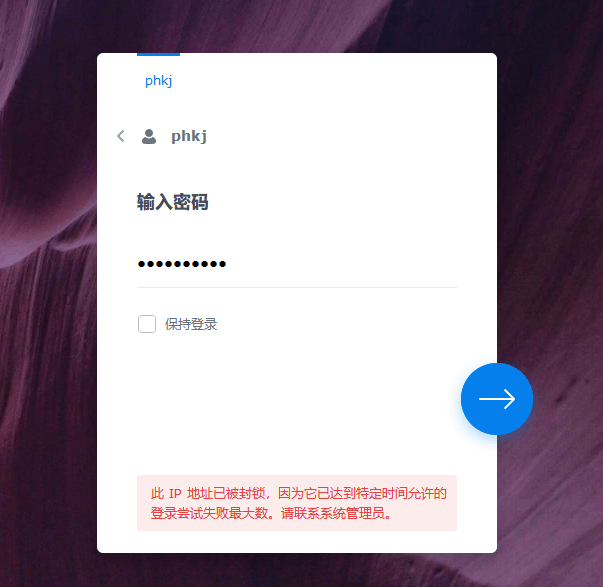 phkj
phkj
输入密码
••••••••••
保持登录
此 IP 地址已被封锁，因为它已达到特定时间允许的
登录尝试失败最大数。请联系系统管理员。